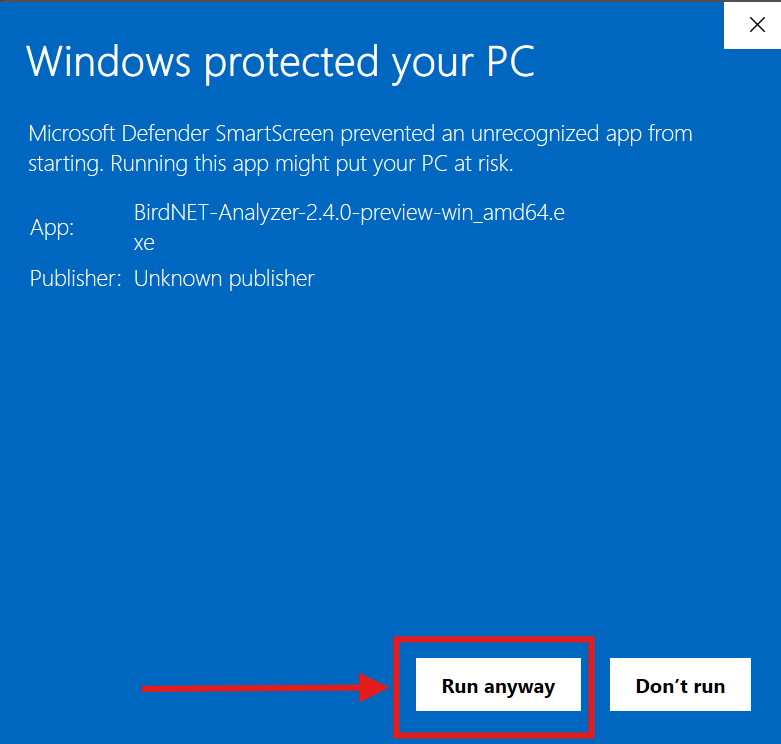 Windows protected your PC
Microsoft Defender SmartScreen prevented an unrecognized app from
starting. Running this app might put your PC at risk.
App: BirdNET-Analyzer-2.4.0-preview-win_amd64.e
xe
Publisher: Unknown publisher
Run anyway Don’t run